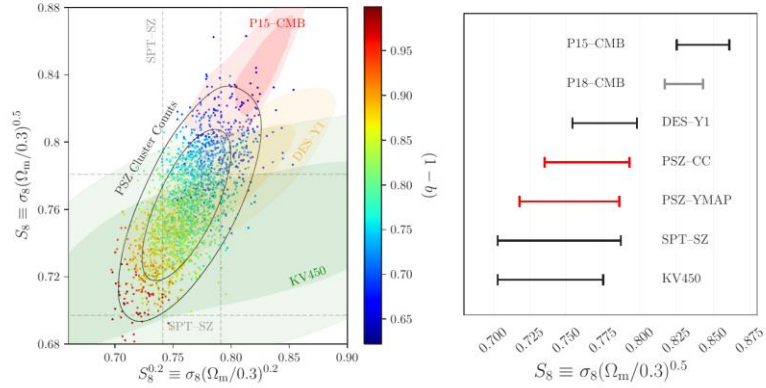 0.88
0.84
0.8
0.76
0.72
0.68
S₈ ≡ σ₈(Ωₘ/0.3)^0.5
P15–CMB
SPT–SZ
PSZ Cluster Counts
DES–Y1
KV450
SPT–SZ
0.70 0.75 0.80 0.85 0.90
S₈^0.2 ≡ σ₈(Ωₘ/0.3)^0.2
0.95
0.90
0.85
0.80
0.75
0.70
0.65
(1 − b)
P15–CMB
P18–CMB
DES–Y1
PSZ–CC
PSZ–YMAP
SPT–SZ
KV450
0.700 0.725 0.750 0.775 0.800 0.825 0.850 0.875
S₈ ≡ σ₈(Ωₘ/0.3)^0.5